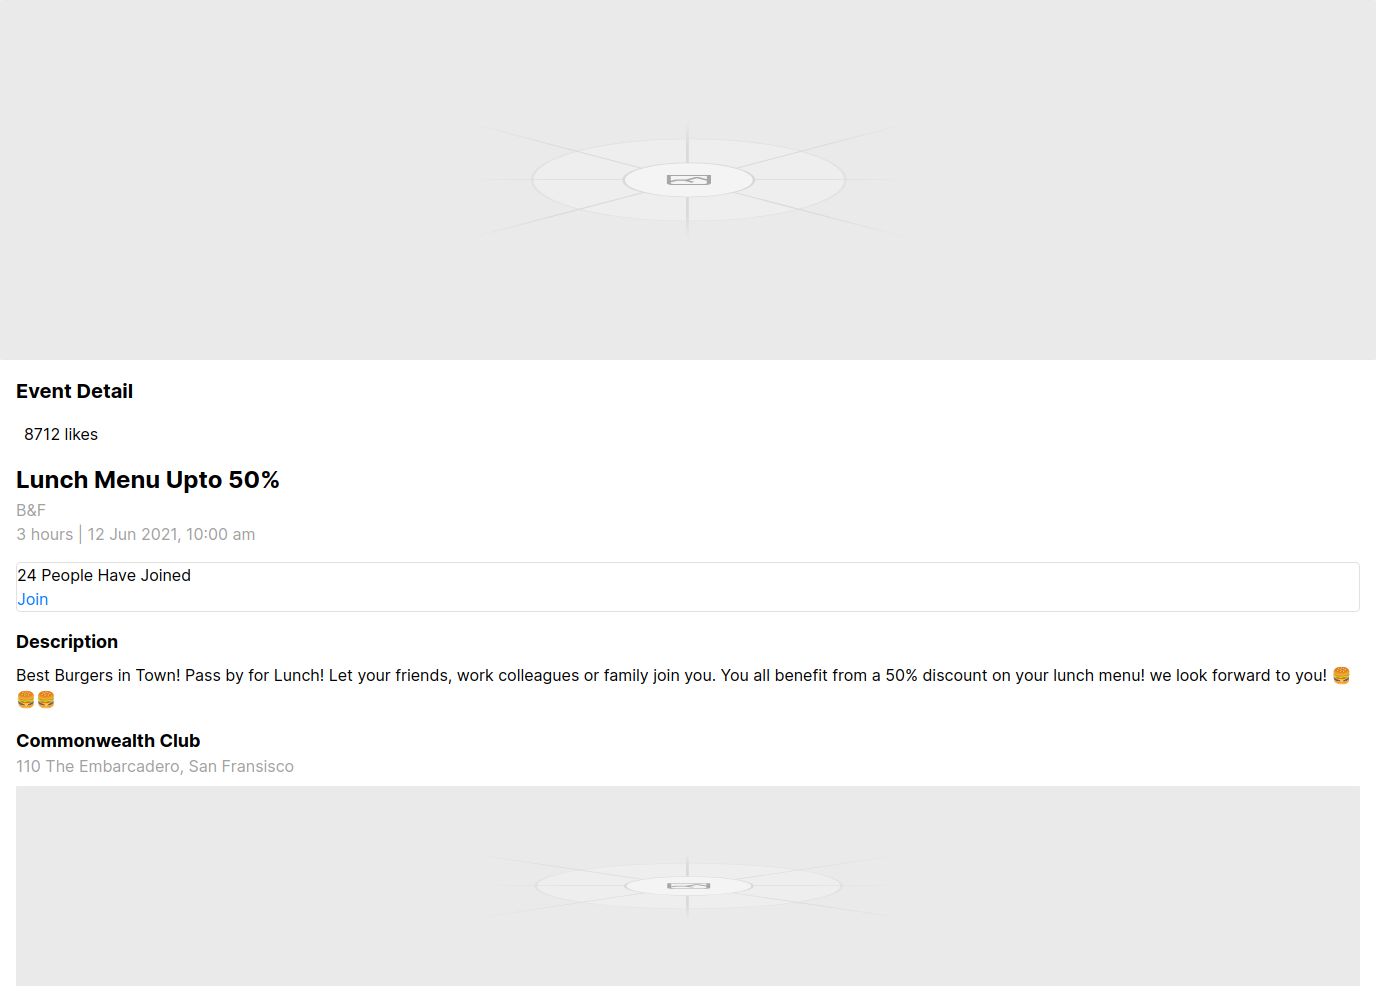 Event Detail
8712 likes
Lunch Menu Upto 50%
B&F
3 hours | 12 Jun 2021, 10:00 am
24 People Have Joined
Join
Description
Best Burgers in Town! Pass by for Lunch! Let your friends, work colleagues or family join you. You all benefit from a 50% discount on your lunch menu! we look forward to you! 🍔
🍔🍔
Commonwealth Club
110 The Embarcadero, San Fransisco